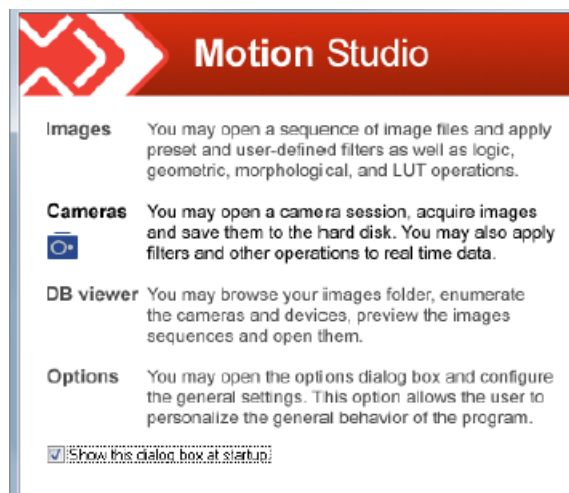 Motion Studio
Images You may open a sequence of image files and apply
preset and user-defined filters as well as logic,
geometric, morphological, and LUT operations.
Cameras You may open a camera session, acquire images
and save them to the hard disk. You may also apply
filters and other operations to real time data.
DB viewer You may browse your images folder, enumerate
the cameras and devices, preview the images
sequences and open them.
Options You may open the options dialog box and configure
the general settings. This option allows the user to
personalize the general behavior of the program.
Show this dialog box at startup